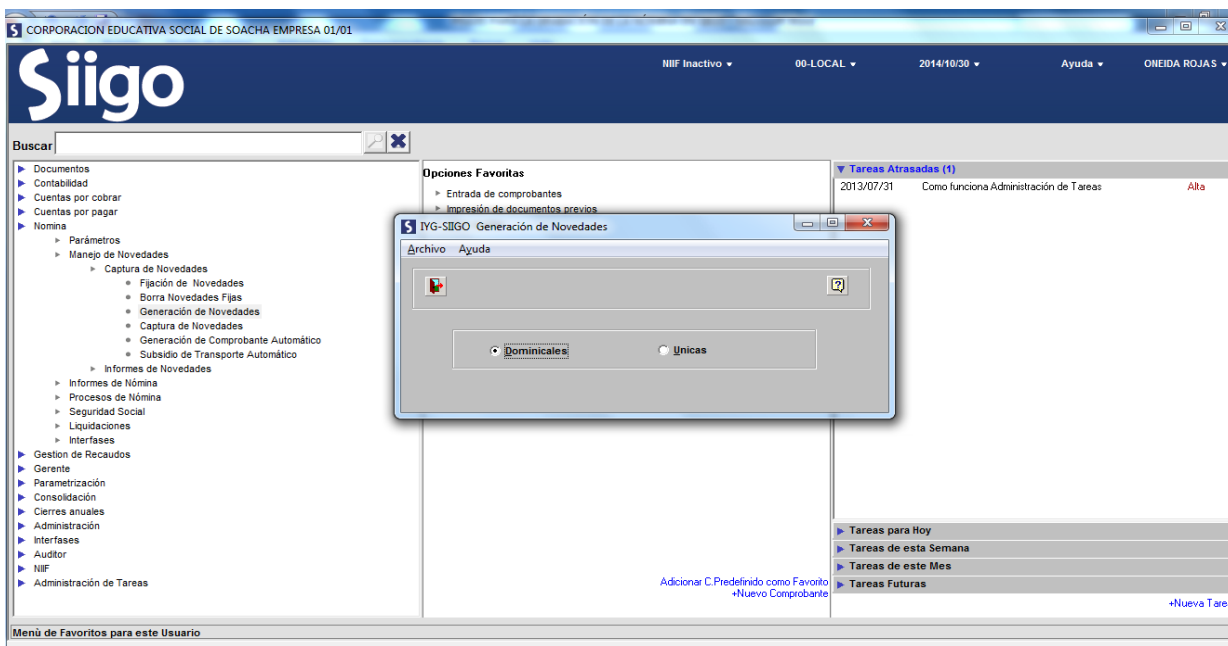 CORPORACION EDUCATIVA SOCIAL DE SOACHA EMPRESA 01/01
Siigo
NIIF Inactivo
00-LOCAL
2014/10/30
Ayuda
ONEIDA ROJAS
Buscar
Documentos
Contabilidad
Cuentas por cobrar
Cuentas por pagar
Nomina
Parámetros
Manejo de Novedades
Captura de Novedades
Fijación de Novedades
Borra Novedades Fijas
Generación de Novedades
Captura de Novedades
Generación de Comprobante Automático
Subsidio de Transporte Automático
Informes de Novedades
Informes de Nómina
Procesos de Nómina
Seguridad Social
Liquidaciones
Interfases
Gestion de Recaudos
Gerente
Parametrización
Consolidación
Cierres anuales
Administración
Interfases
Auditor
NIIF
Administración de Tareas
Opciones Favoritas
Entrada de comprobantes
Impresión de documentos previos
IYG-SIIGO Generación de Novedades
Archivo Ayuda
Dominicales
Unicas
Adicionar C.Predefinido como Favorito
+Nuevo Comprobante
Tareas Atrasadas (1)
2013/07/31 Como funciona Administración de Tareas Alta
Tareas para Hoy
Tareas de esta Semana
Tareas de este Mes
Tareas Futuras
+Nueva Tare
Menù de Favoritos para este Usuario